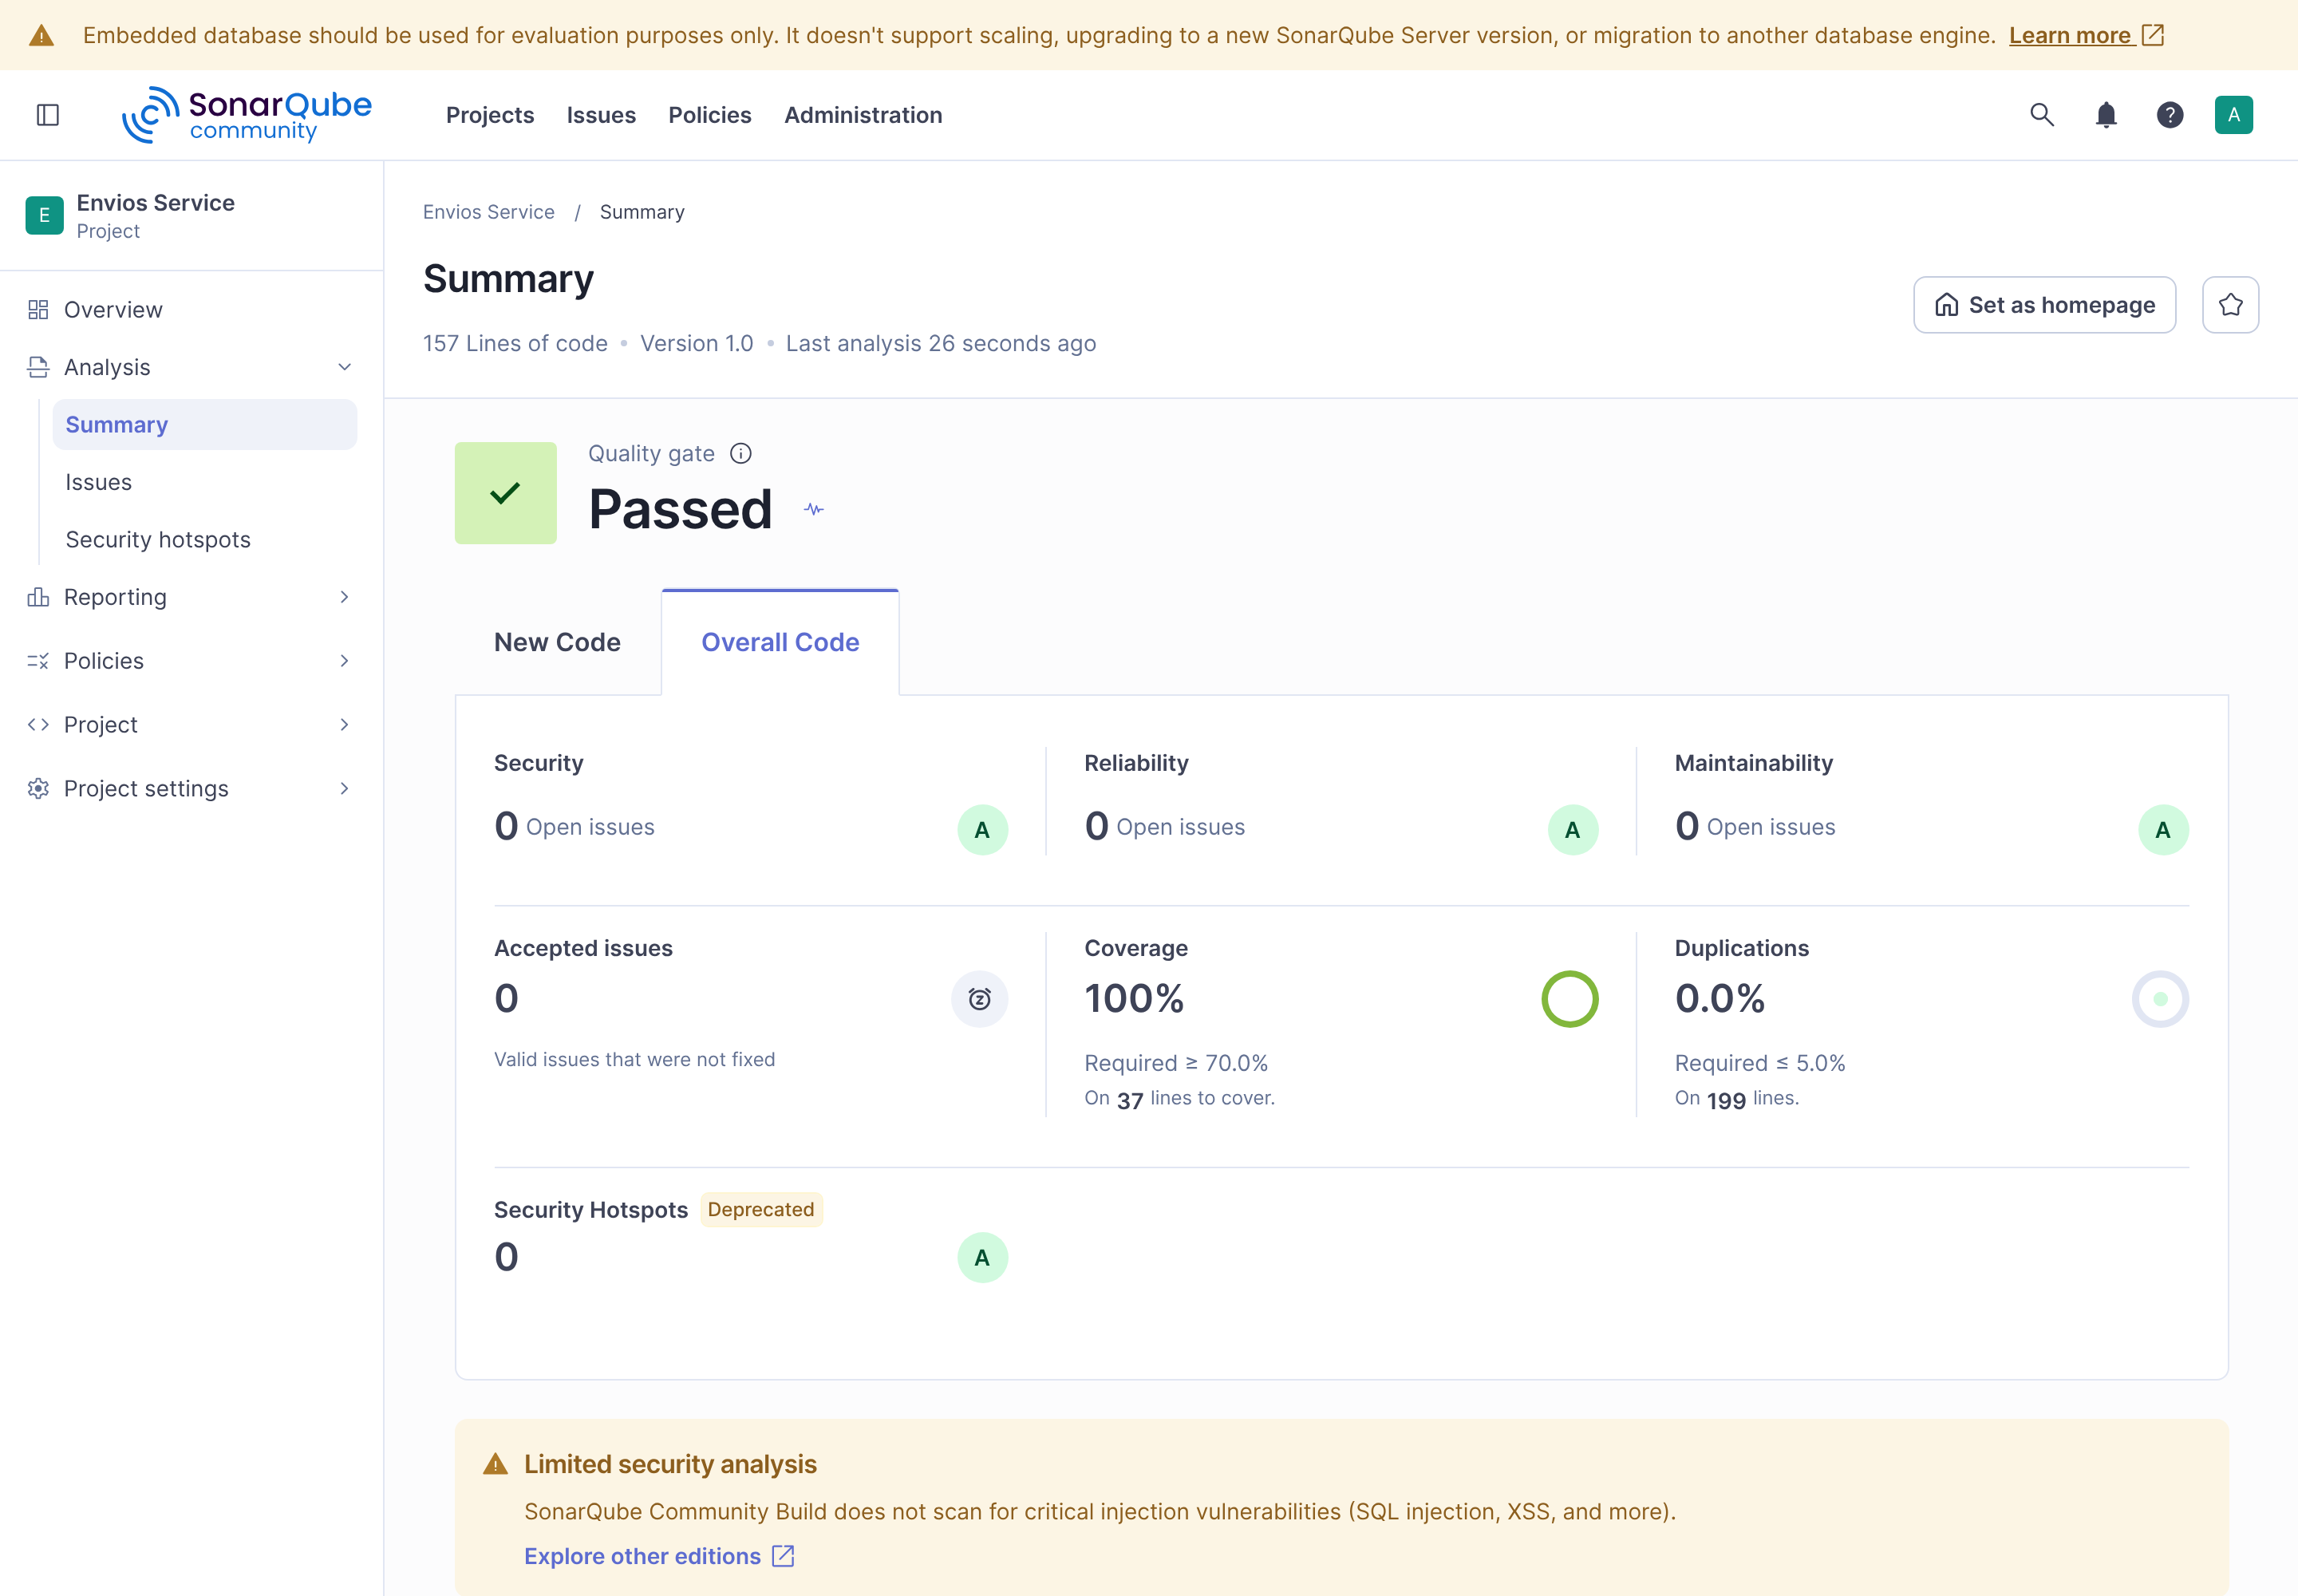 Embedded database should be used for evaluation purposes only. It doesn't support scaling, upgrading to a new SonarQube Server version, or migration to another database engine. Learn more
SonarQube community
Projects Issues Policies Administration
? A
E
Envios Service
Project
Overview
Analysis
Summary
Issues
Security hotspots
Reporting
Policies
Project
Project settings
Envios Service / Summary
Summary
157 Lines of code • Version 1.0 • Last analysis 26 seconds ago
Set as homepage
Quality gate
Passed
New Code
Overall Code
Security
0 Open issues
A
Reliability
0 Open issues
A
Maintainability
0 Open issues
A
Accepted issues
0
Valid issues that were not fixed
Coverage
100%
Required ≥ 70.0%
On 37 lines to cover.
Duplications
0.0%
Required ≤ 5.0%
On 199 lines.
Security Hotspots Deprecated
0
A
Limited security analysis
SonarQube Community Build does not scan for critical injection vulnerabilities (SQL injection, XSS, and more).
Explore other editions